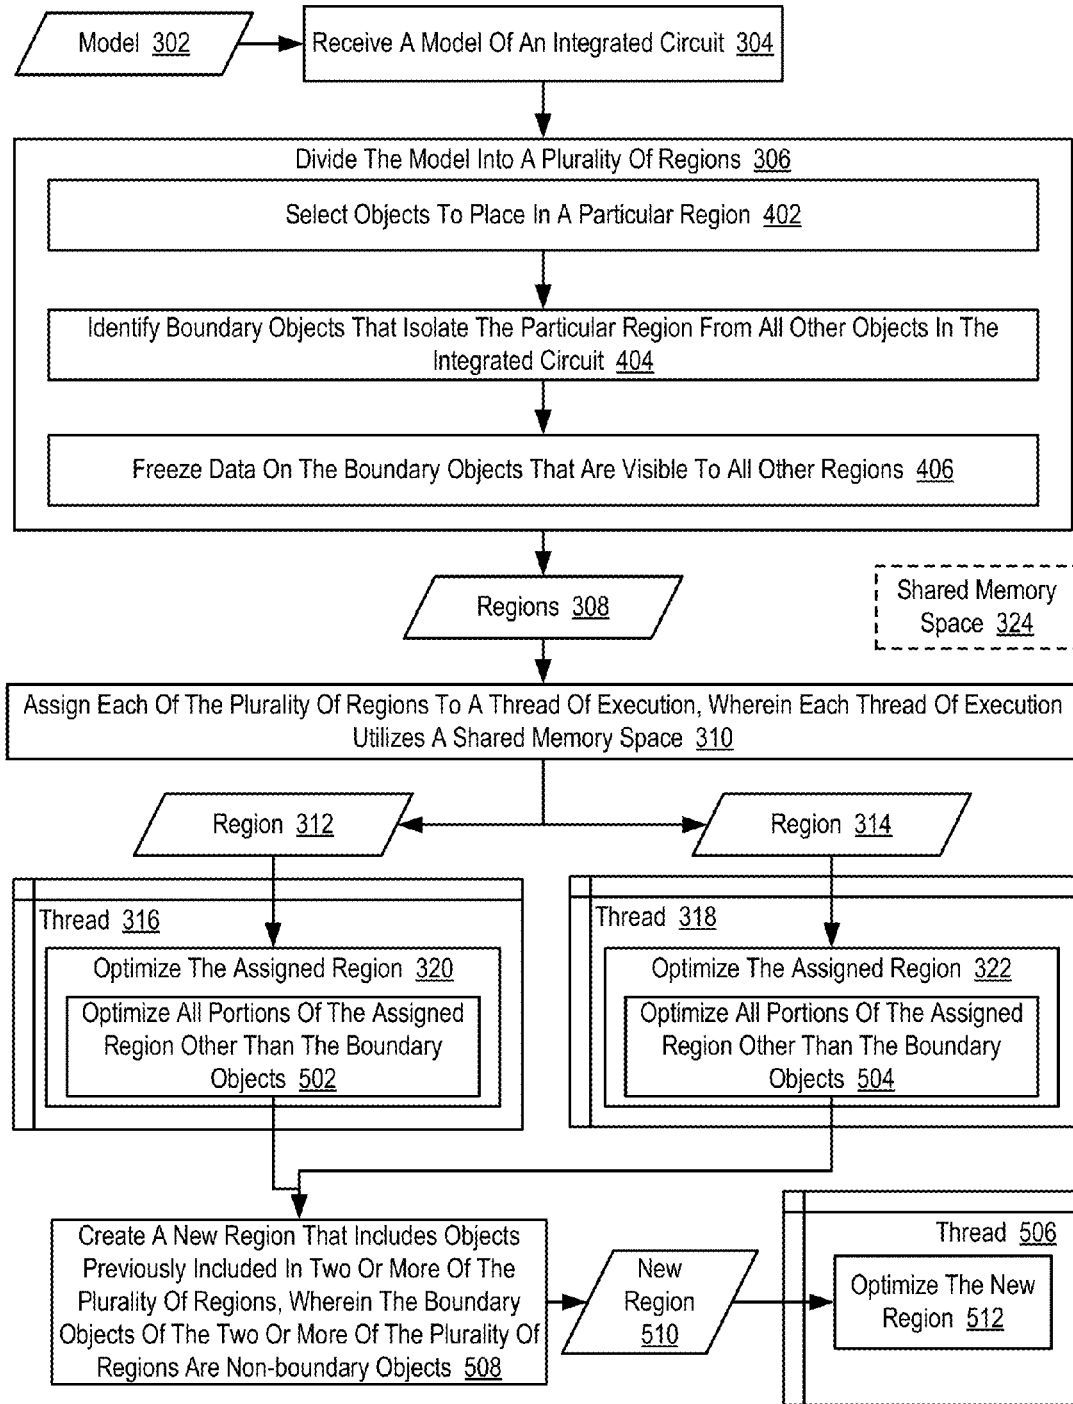 Model 302
Receive A Model Of An Integrated Circuit 304
Divide The Model Into A Plurality Of Regions 306
Select Objects To Place In A Particular Region 402
Identify Boundary Objects That Isolate The Particular Region From All Other Objects In The
Integrated Circuit 404
Freeze Data On The Boundary Objects That Are Visible To All Other Regions 406
Regions 308
Shared Memory
Space 324
Assign Each Of The Plurality Of Regions To A Thread Of Execution, Wherein Each Thread Of Execution
Utilizes A Shared Memory Space 310
Region 312
Region 314
Thread 316
Optimize The Assigned Region 320
Optimize All Portions Of The Assigned
Region Other Than The Boundary
Objects 502
Thread 318
Optimize The Assigned Region 322
Optimize All Portions Of The Assigned
Region Other Than The Boundary
Objects 504
Create A New Region That Includes Objects
Previously Included In Two Or More Of The
Plurality Of Regions, Wherein The Boundary
Objects Of The Two Or More Of The Plurality Of
Regions Are Non-boundary Objects 508
New
Region
510
Thread 506
Optimize The New
Region 512